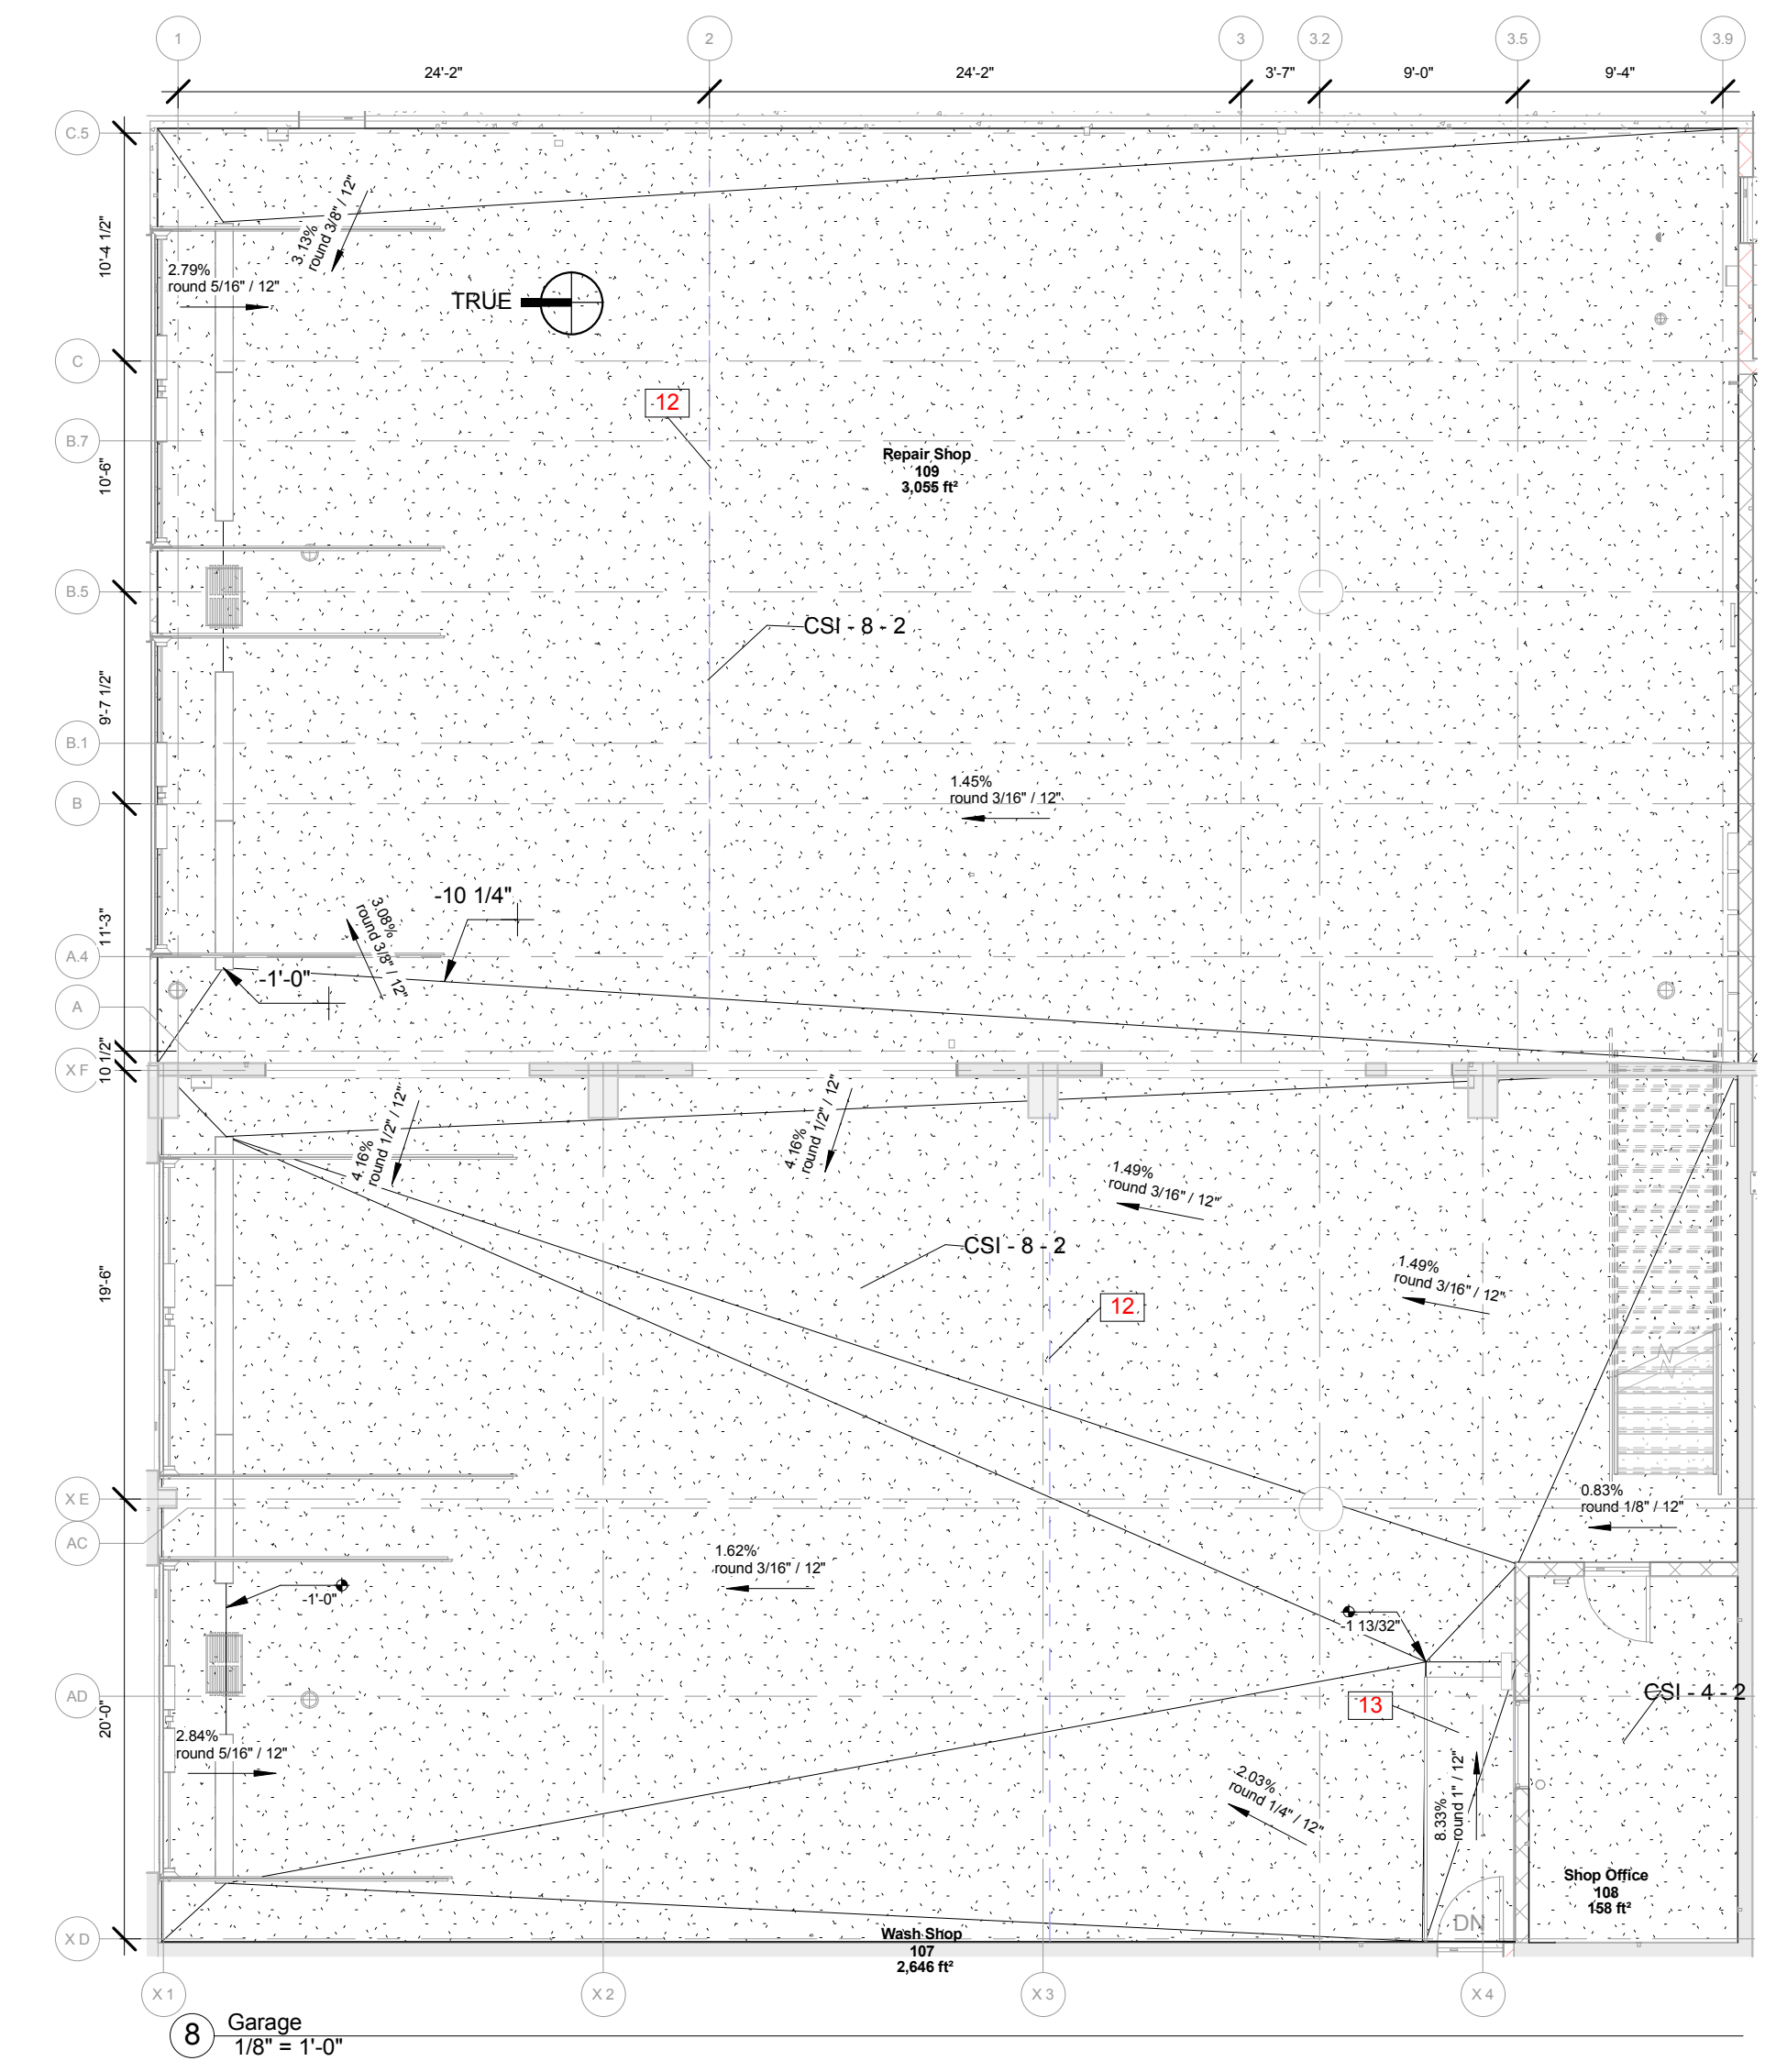 1
2
3
3.2
3.5
3.9
24'-2"
24'-2"
3'-7"
9'-0"
9'-4"
C.5
10'-4 1/2"
3.13%
round 3/8" / 12"
2.79%
round 5/16" / 12"
TRUE
C
12
B.7
Repair Shop
109
3,055 ft²
10'-6"
B.5
CSI - 8 - 2
9'-7 1/2"
B.1
1.45%
round 3/16" / 12"
B
-10 1/4"
3.08%
round 3/8" / 12"
11'-3"
A.4
-1'-0"
A
10 1/2"
X F
4.16%
round 1/2" / 12"
4.16%
round 1/2" / 12"
1.49%
round 3/16" / 12"
CSI - 8 - 2
1.49%
round 3/16" / 12"
19'-6"
12
X E
0.83%
round 1/8" / 12"
AC
1.62%
round 3/16" / 12"
-1'-0"
-1 13/32"
AD
13
CSI - 4 - 2
20'-0"
2.84%
round 5/16" / 12"
2.03%
round 1/4" / 12"
8.33%
round 1" / 12"
Shop Office
108
158 ft²
DN
X D
Wash Shop
107
2,646 ft²
X 1
X 2
X 3
X 4
8
Garage
1/8" = 1'-0"